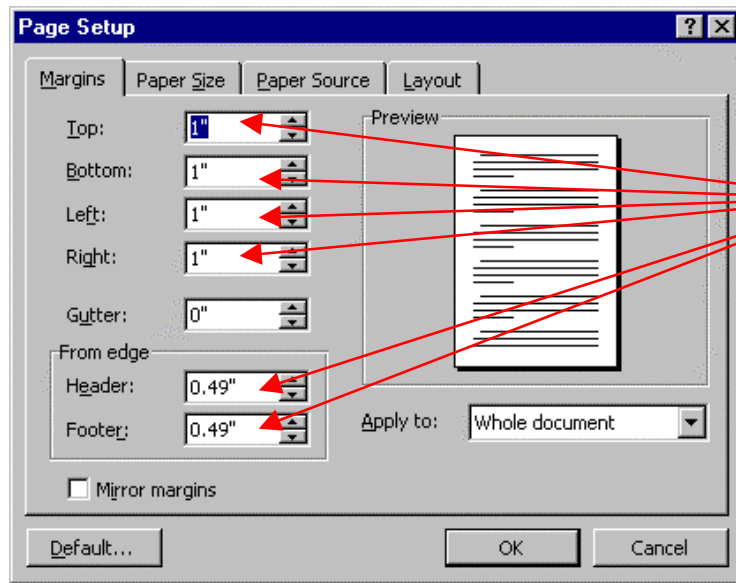 Page Setup
Margins Paper Size Paper Source Layout
Top: 1" Preview
Bottom: 1"
Left: 1"
Right: 1"
Gutter: 0"
From edge
Header: 0.49"
Footer: 0.49" Apply to: Whole document
Mirror margins
Default... OK Cancel